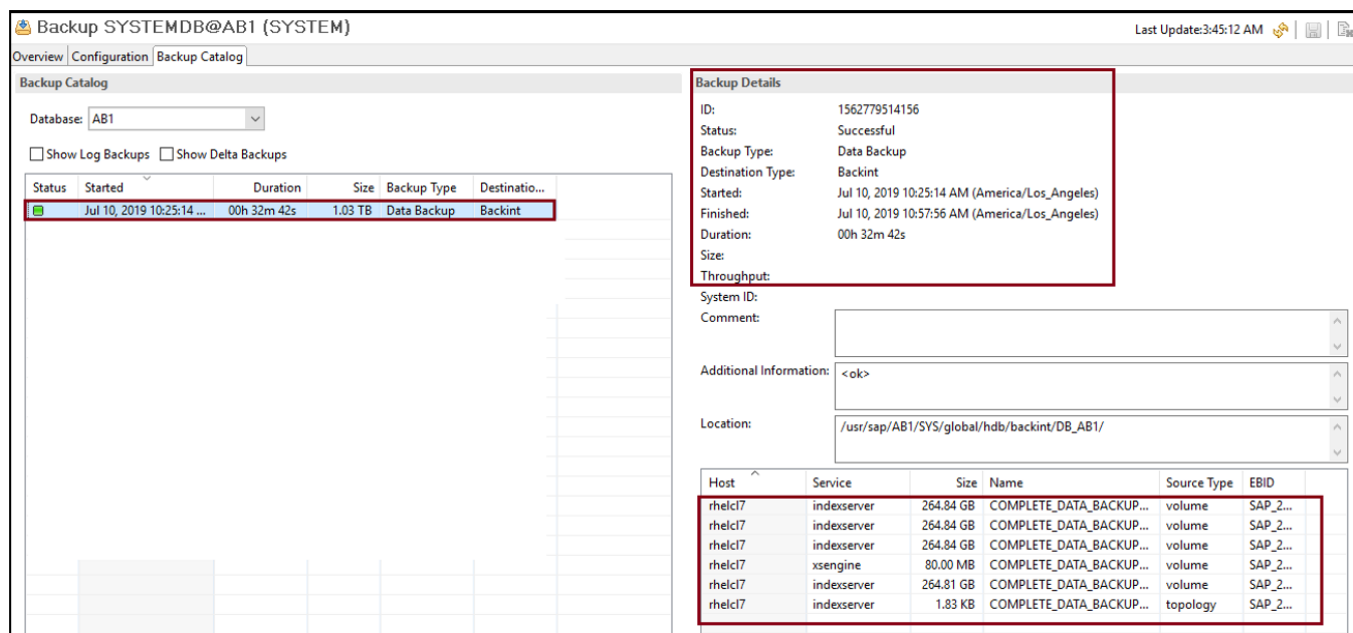 Backup SYSTEMDB@AB1 (SYSTEM)
Last Update:3:45:12 AM
Overview Configuration Backup Catalog
Backup Catalog
Database: AB1
Show Log Backups Show Delta Backups
Status Started Duration Size Backup Type Destinatio...
Jul 10, 2019 10:25:14 ... 00h 32m 42s 1.03 TB Data Backup Backint
Backup Details
ID: 1562779514156
Status: Successful
Backup Type: Data Backup
Destination Type: Backint
Started: Jul 10, 2019 10:25:14 AM (America/Los_Angeles)
Finished: Jul 10, 2019 10:57:56 AM (America/Los_Angeles)
Duration: 00h 32m 42s
Size:
Throughput:
System ID:
Comment:
Additional Information: <ok>
Location: /usr/sap/AB1/SYS/global/hdb/backint/DB_AB1/
Host Service Size Name Source Type EBID
rhelcl7 indexserver 264.84 GB COMPLETE_DATA_BACKUP... volume SAP_2...
rhelcl7 indexserver 264.84 GB COMPLETE_DATA_BACKUP... volume SAP_2...
rhelcl7 indexserver 264.84 GB COMPLETE_DATA_BACKUP... volume SAP_2...
rhelcl7 xsengine 80.00 MB COMPLETE_DATA_BACKUP... volume SAP_2...
rhelcl7 indexserver 264.81 GB COMPLETE_DATA_BACKUP... volume SAP_2...
rhelcl7 indexserver 1.83 KB COMPLETE_DATA_BACKUP... topology SAP_2...